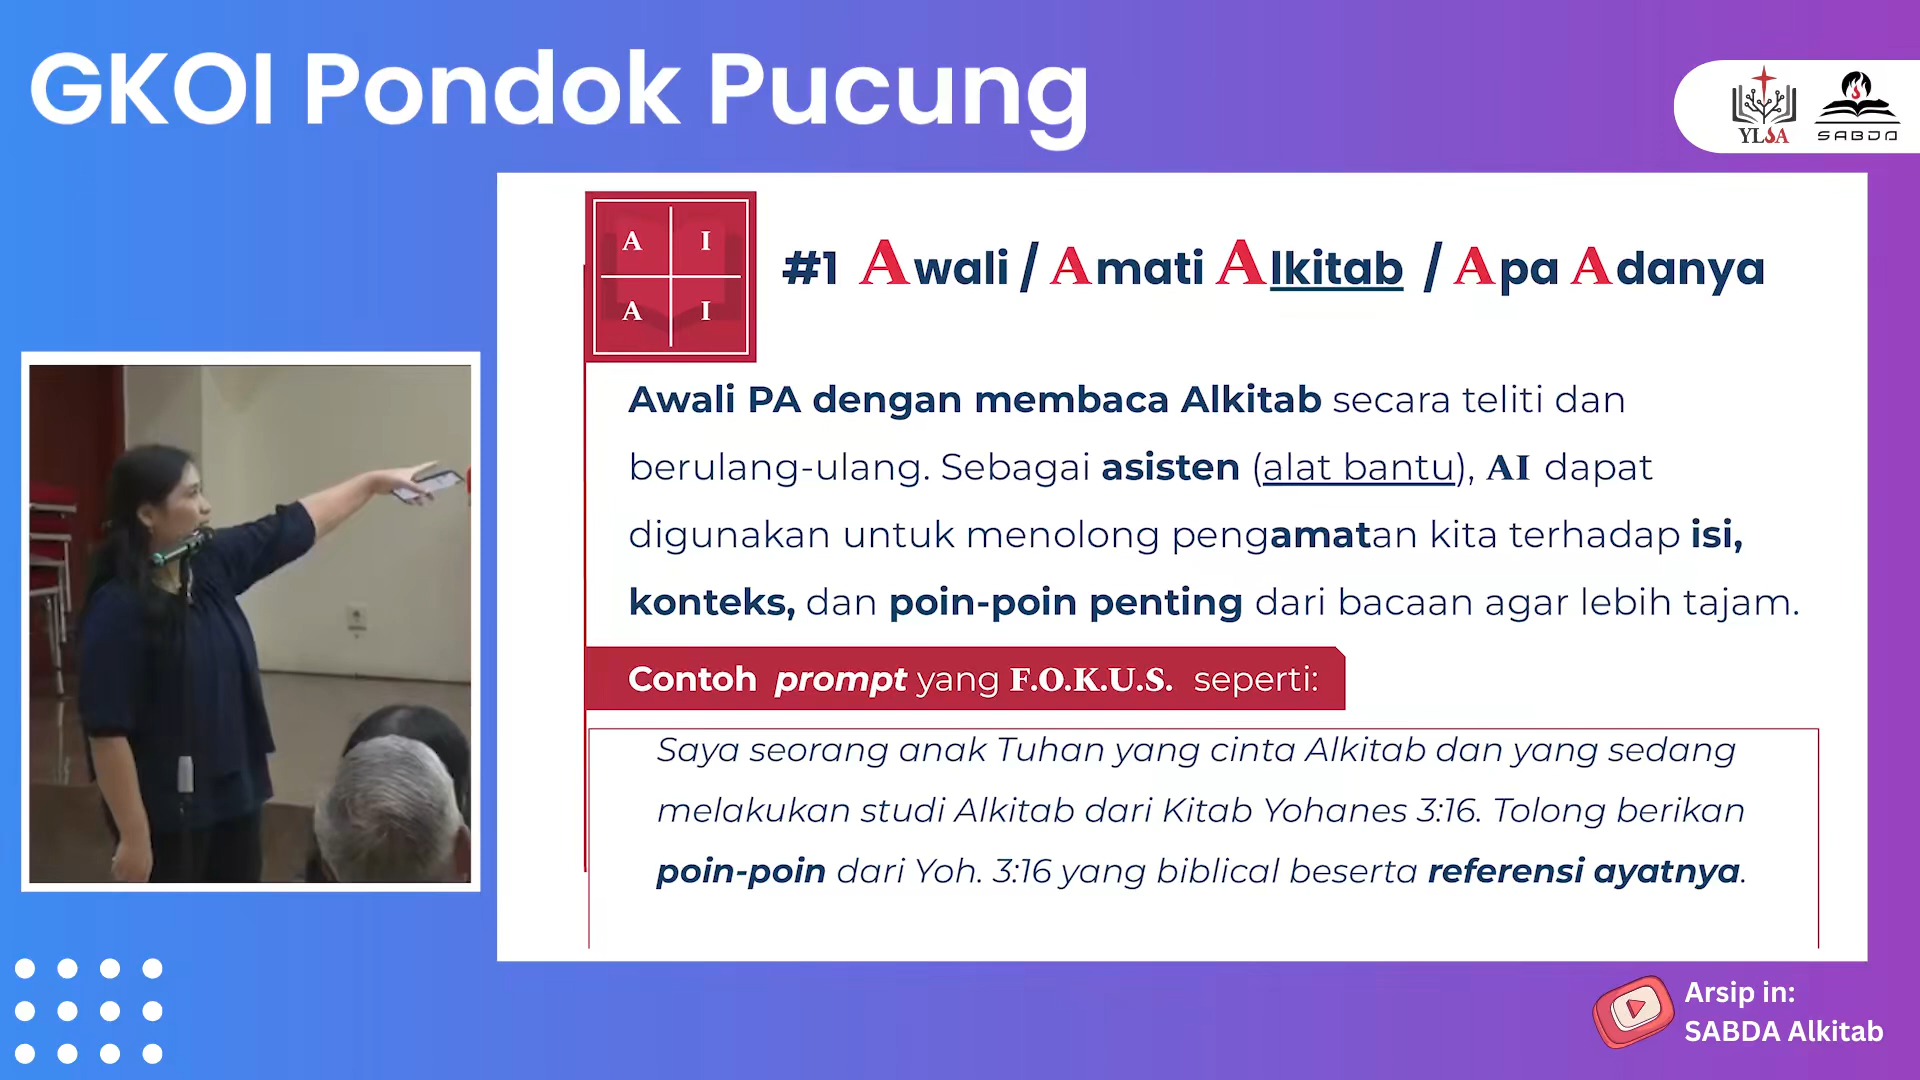 GKOI Pondok Pucung
YLSA
SABDA
A I
A I
#1 Awali / Amati Alkitab / Apa Adanya
Awali PA dengan membaca Alkitab secara teliti dan
berulang-ulang. Sebagai asisten (alat bantu), AI dapat
digunakan untuk menolong pengamatan kita terhadap isi,
konteks, dan poin-poin penting dari bacaan agar lebih tajam.
Contoh prompt yang F.O.K.U.S. seperti:
Saya seorang anak Tuhan yang cinta Alkitab dan yang sedang
melakukan studi Alkitab dari Kitab Yohanes 3:16. Tolong berikan
poin-poin dari Yoh. 3:16 yang biblical beserta referensi ayatnya.
Arsip in:
SABDA Alkitab